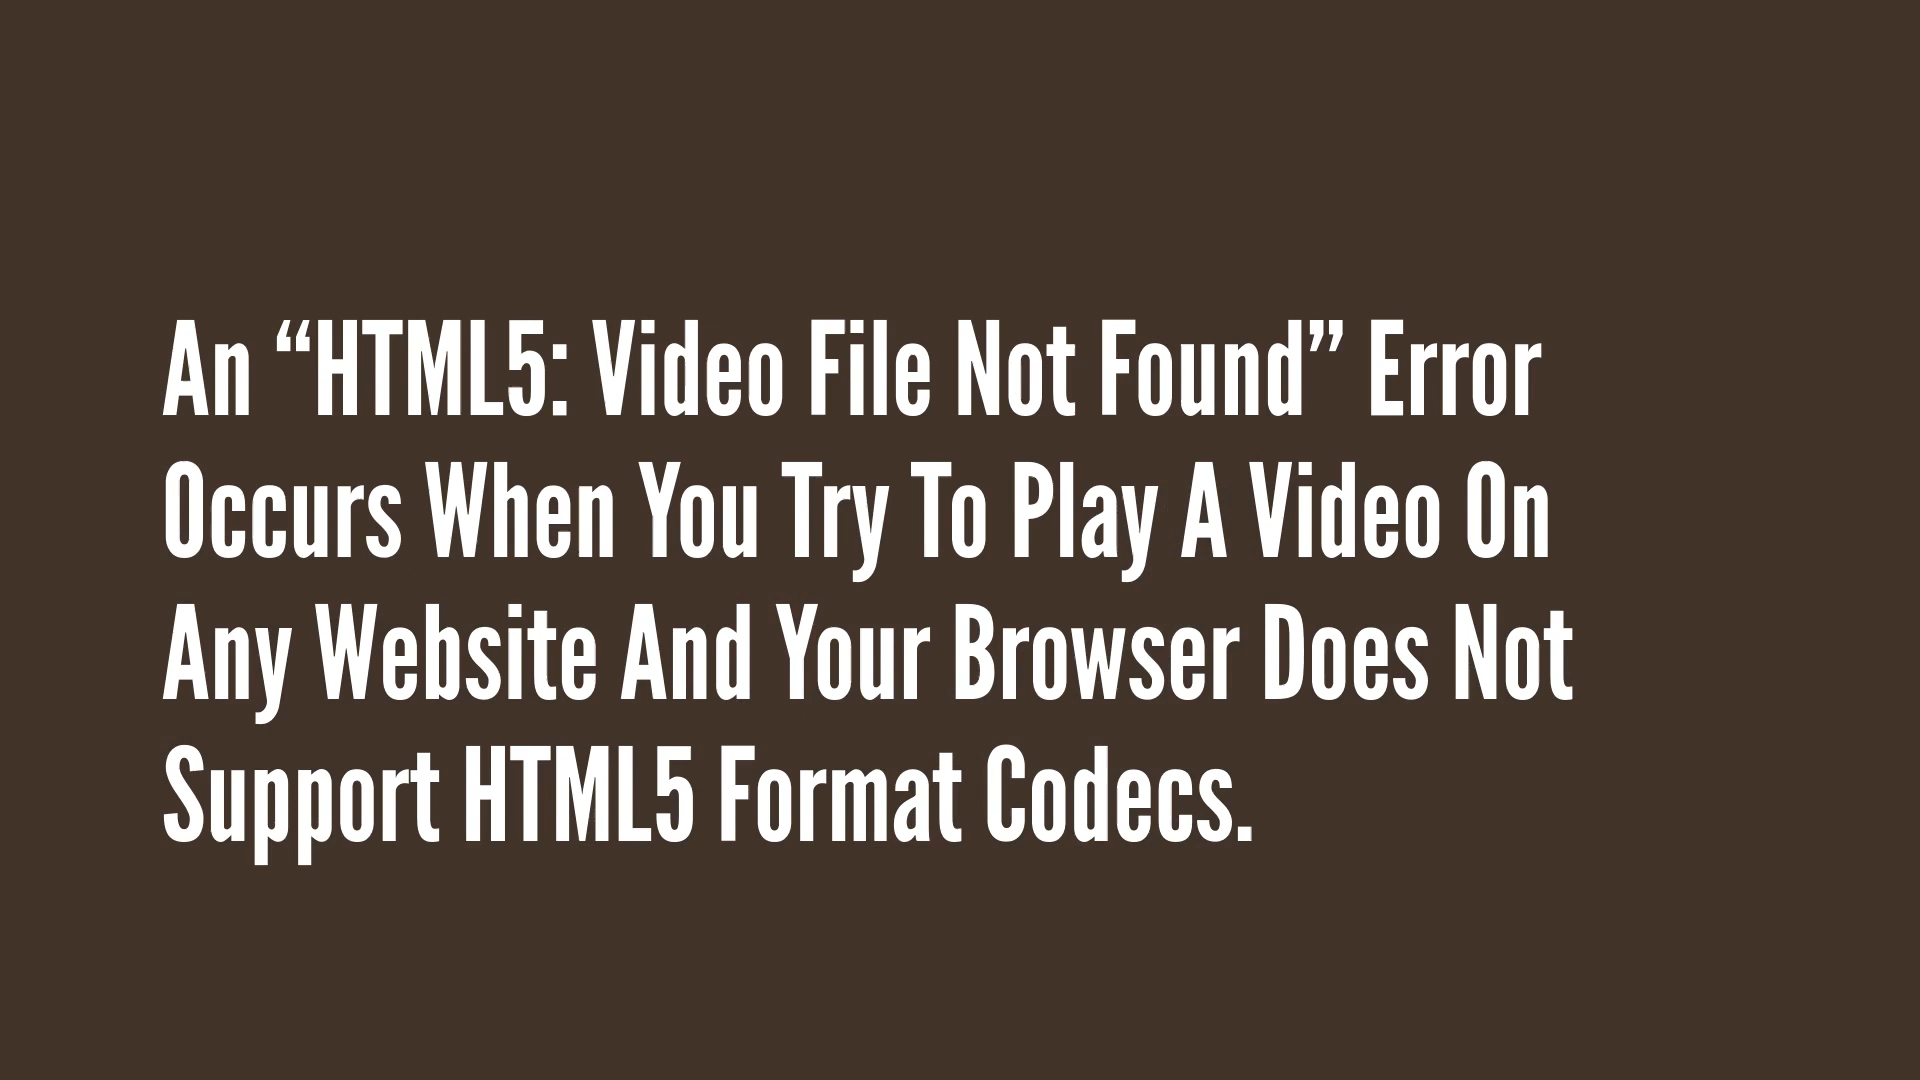 An “HTML5: Video File Not Found” Error
Occurs When You Try To Play A Video On
Any Website And Your Browser Does Not
Support HTML5 Format Codecs.